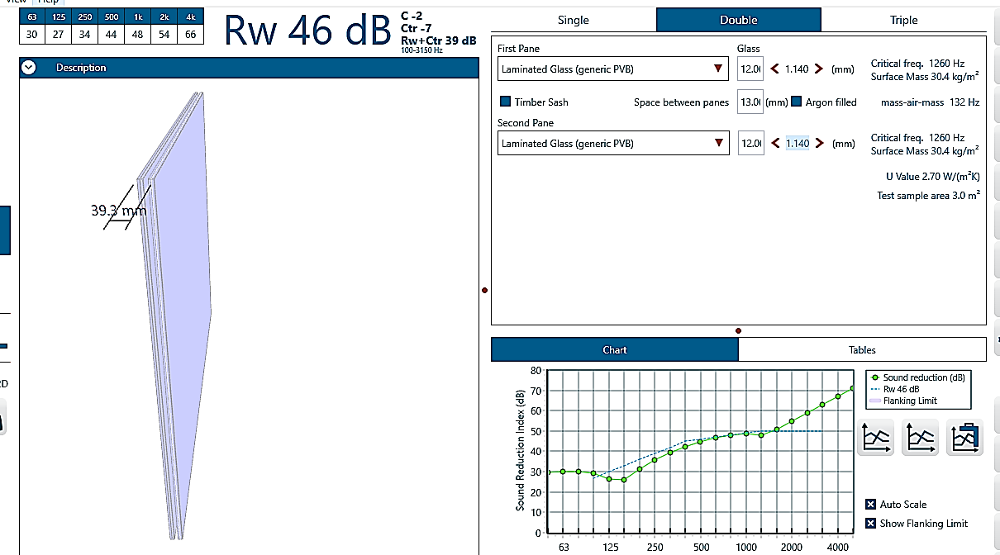 View Help
63 125 250 500 1k 2k 4k
30 27 34 44 48 54 66
Rw 46 dB
C -2
Ctr -7
Rw+Ctr 39 dB
100-3150 Hz
Description
39.3 mm
Single Double Triple
First Pane Glass
Laminated Glass (generic PVB) 12.0 < 1.140 > (mm) Critical freq. 1260 Hz
Surface Mass 30.4 kg/m²
Timber Sash Space between panes 13.0 (mm) Argon filled mass-air-mass 132 Hz
Second Pane
Laminated Glass (generic PVB) 12.0 < 1.140 > (mm) Critical freq. 1260 Hz
Surface Mass 30.4 kg/m²
U Value 2.70 W/(m²K)
Test sample area 3.0 m²
Chart Tables
Sound Reduction Index (dB)
80
70
60
50
40
30
20
10
0
63 125 250 500 1000 2000 4000
Sound reduction (dB)
Rw 46 dB
Flanking Limit
Auto Scale
Show Flanking Limit